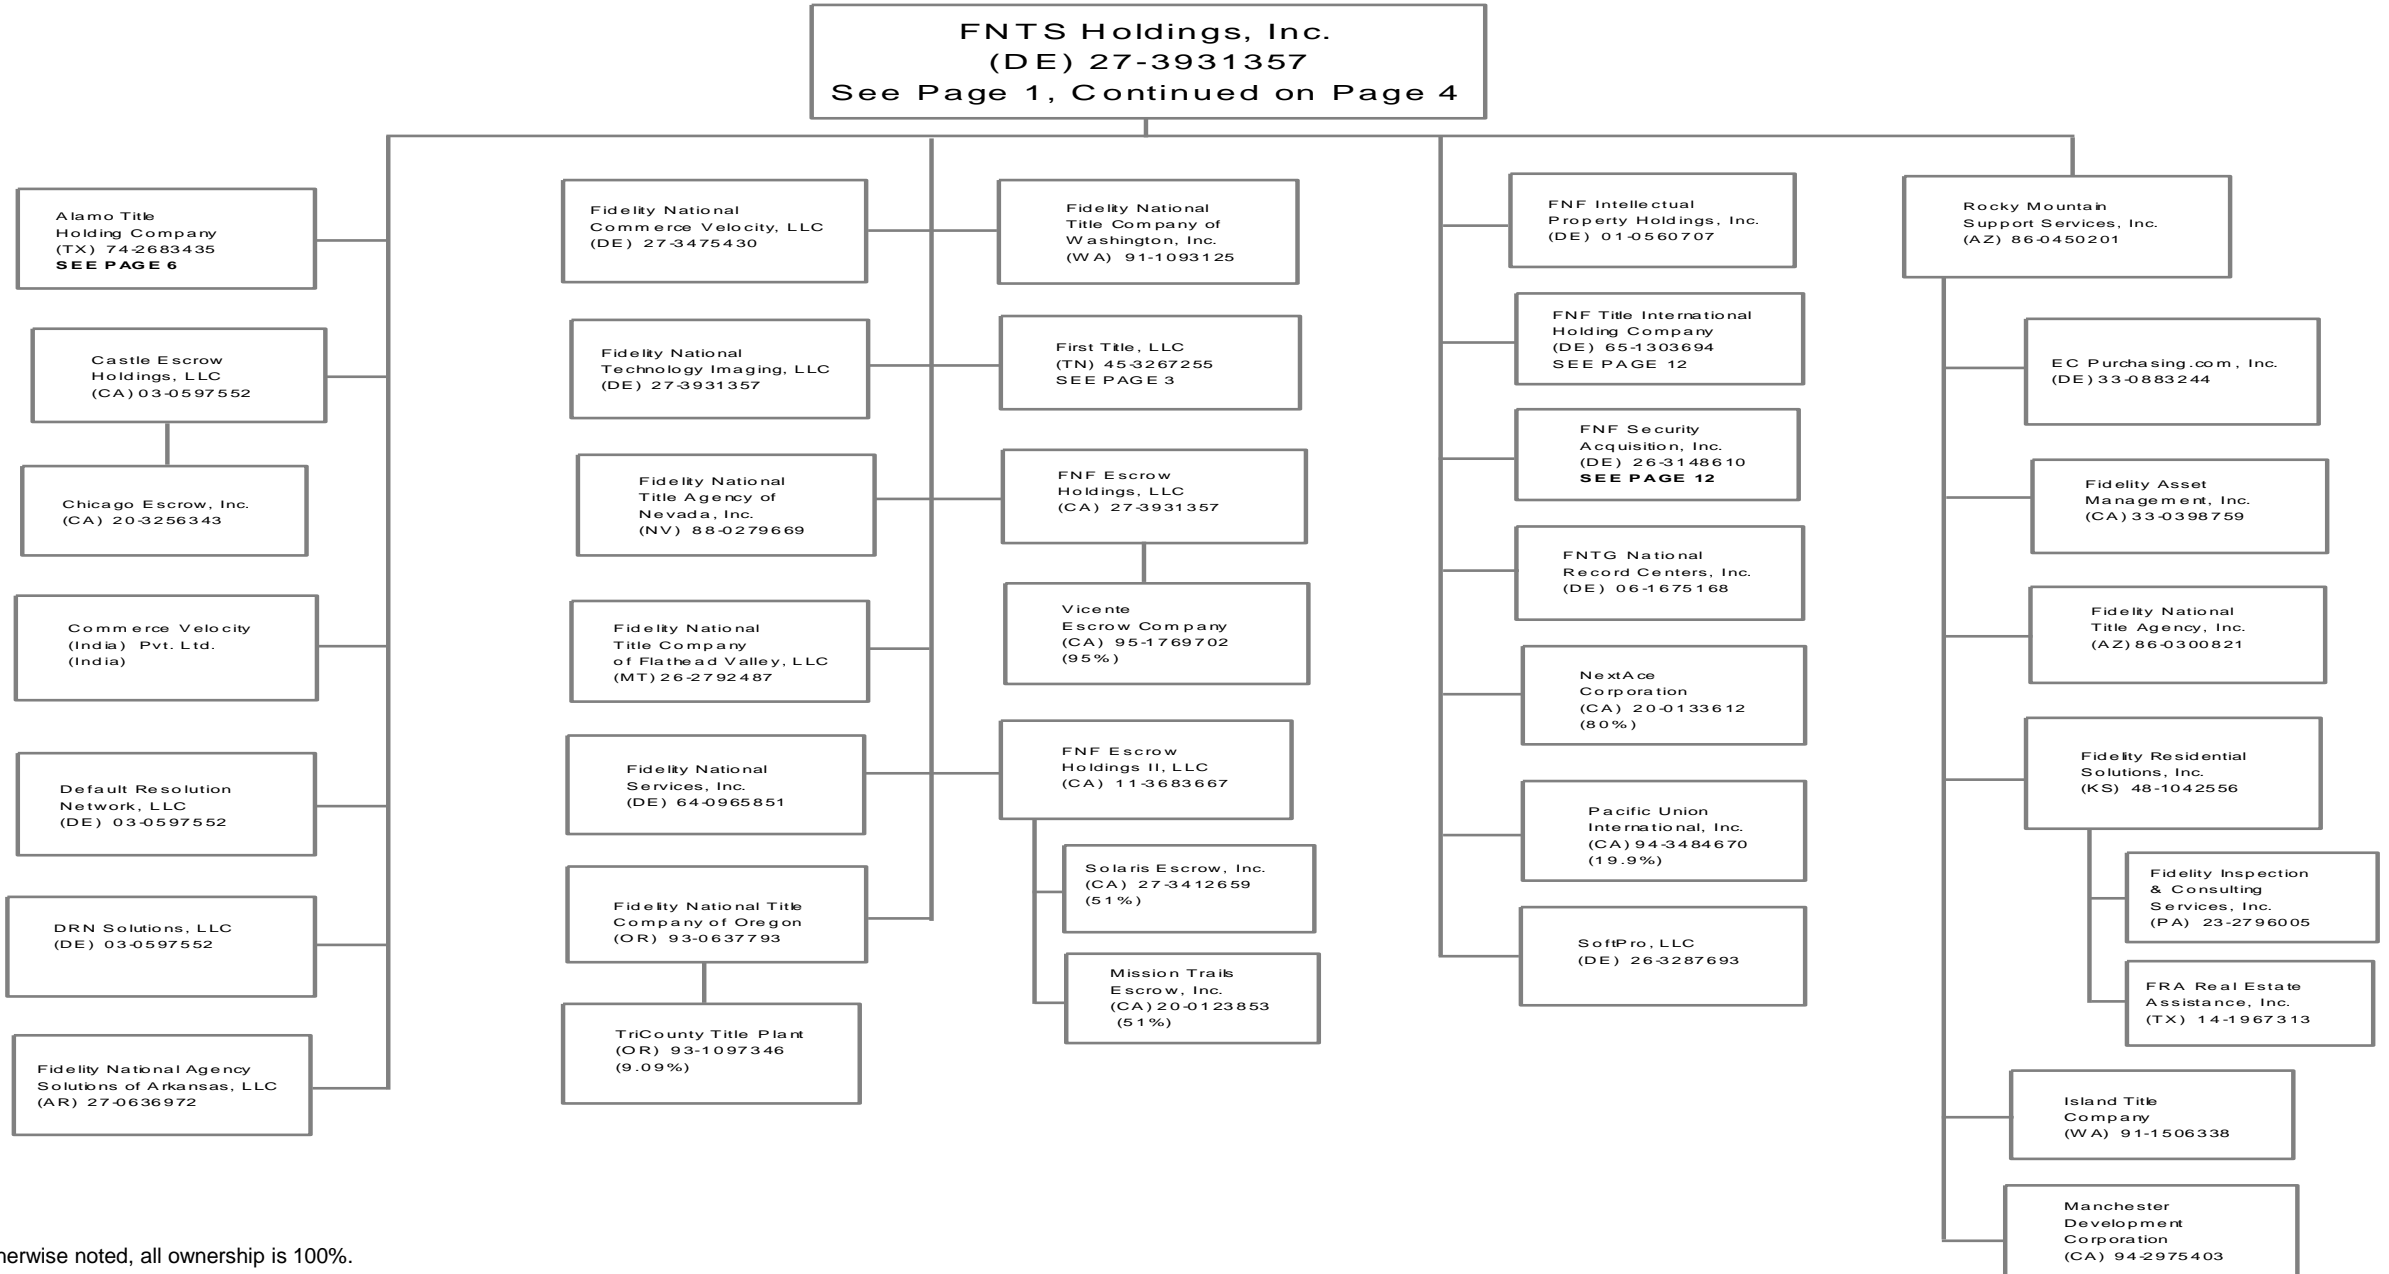 FNTS Holdings, Inc.
(DE) 27-3931357
See Page 1, Continued on Page 4
Alamo Title
Holding Company
(TX) 74-2683435
SEE PAGE 6
Castle Escrow
Holdings, LLC
(CA) 03-0597552
Chicago Escrow, Inc.
(CA) 20-3256343
Commerce Velocity
(India) Pvt. Ltd.
(India)
Default Resolution
Network, LLC
(DE) 03-0597552
DRN Solutions, LLC
(DE) 03-0597552
Fidelity National Agency
Solutions of Arkansas, LLC
(AR) 27-0636972
Fidelity National
Commerce Velocity, LLC
(DE) 27-3475430
Fidelity National
Technology Imaging, LLC
(DE) 27-3931357
Fidelity National
Title Agency of
Nevada, Inc.
(NV) 88-0279669
Fidelity National
Title Company
of Flathead Valley, LLC
(MT) 26-2792487
Fidelity National
Services, Inc.
(DE) 64-0965851
Fidelity National Title
Company of Oregon
(OR) 93-0637793
TriCounty Title Plant
(OR) 93-1097346
(9.09%)
Fidelity National
Title Company of
Washington, Inc.
(WA) 91-1093125
First Title, LLC
(TN) 45-3267255
SEE PAGE 3
FNF Escrow
Holdings, LLC
(CA) 27-3931357
Vicente
Escrow Company
(CA) 95-1769702
(95%)
FNF Escrow
Holdings II, LLC
(CA) 11-3683667
Solaris Escrow, Inc.
(CA) 27-3412659
(51%)
Mission Trails
Escrow, Inc.
(CA) 20-0123853
(51%)
FNF Intellectual
Property Holdings, Inc.
(DE) 01-0560707
FNF Title International
Holding Company
(DE) 65-1303694
SEE PAGE 12
FNF Security
Acquisition, Inc.
(DE) 26-3148610
SEE PAGE 12
FNTG National
Record Centers, Inc.
(DE) 06-1675168
NextAce
Corporation
(CA) 20-0133612
(80%)
Pacific Union
International, Inc.
(CA) 94-3484670
(19.9%)
SoftPro, LLC
(DE) 26-3287693
Rocky Mountain
Support Services, Inc.
(AZ) 86-0450201
EC Purchasing.com, Inc.
(DE) 33-0883244
Fidelity Asset
Management, Inc.
(CA) 33-0398759
Fidelity National
Title Agency, Inc.
(AZ) 86-0300821
Fidelity Residential
Solutions, Inc.
(KS) 48-1042556
Fidelity Inspection
& Consulting
Services, Inc.
(PA) 23-2796005
FRA Real Estate
Assistance, Inc.
(TX) 14-1967313
Island Title
Company
(WA) 91-1506338
Manchester
Development
Corporation
(CA) 94-2975403
herwise noted, all ownership is 100%.